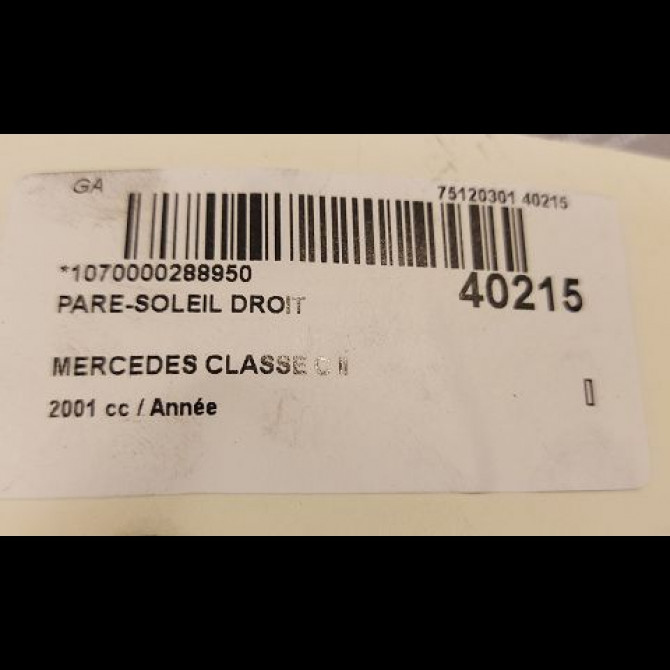 GA 75120301 40215
*1070000288950
40215
PARE-SOLEIL DROIT
MERCEDES CLASSE C II
2001 cc / Année